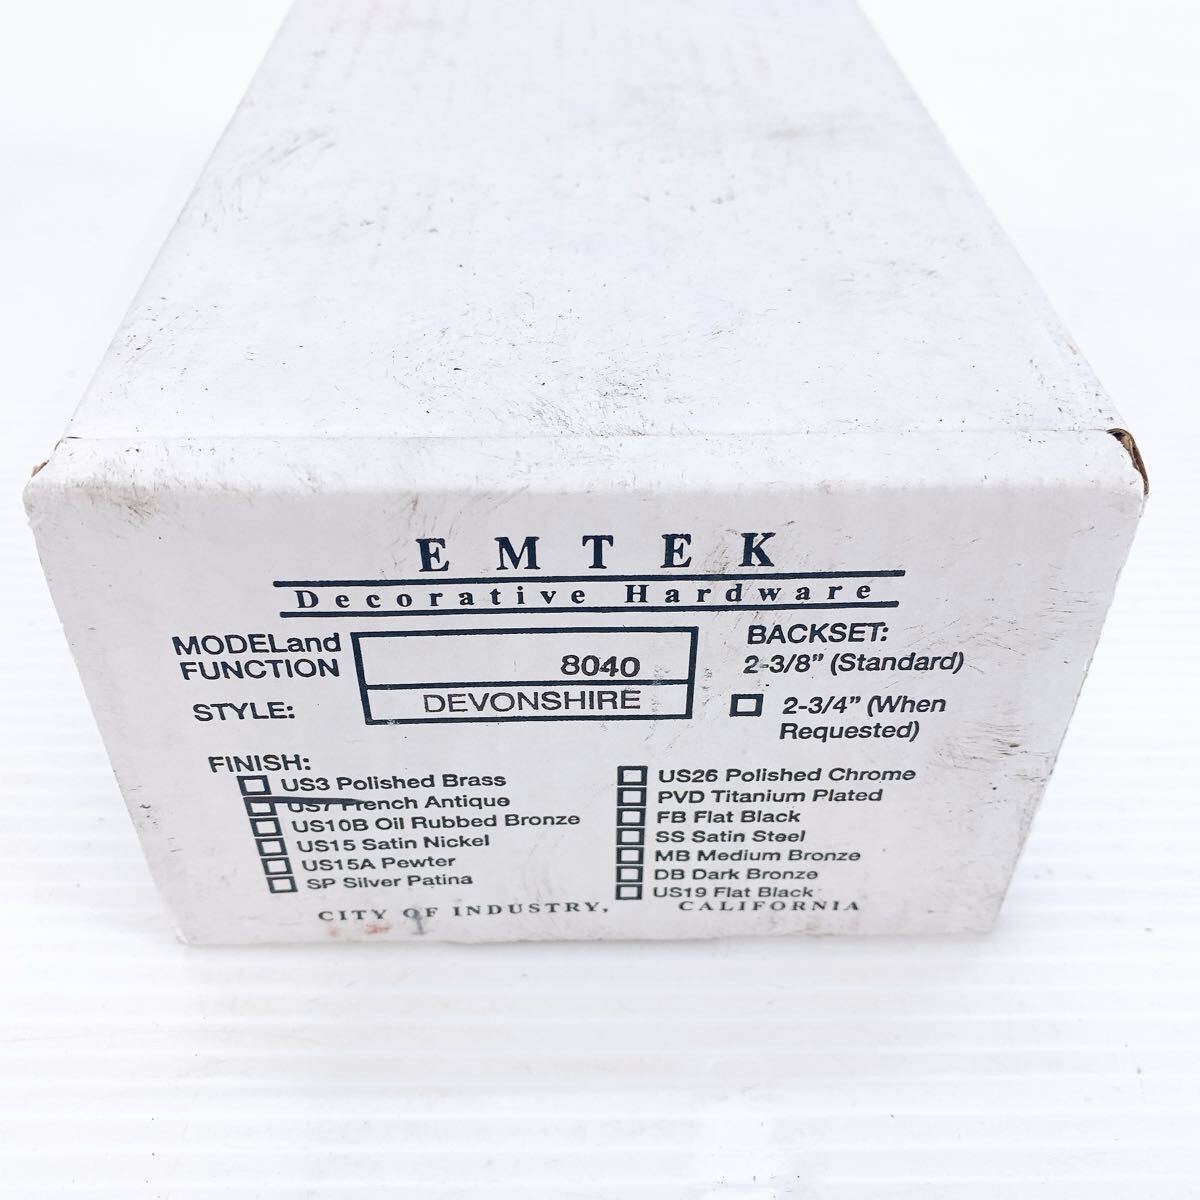 EMTEK
Decorative Hardware
MODELand
FUNCTION
8040
STYLE:
DEVONSHIRE
BACKSET:
2-3/8” (Standard)
2-3/4” (When
Requested)
FINISH:
US3 Polished Brass
US7 French Antique
US10B Oil Rubbed Bronze
US15 Satin Nickel
US15A Pewter
SP Silver Patina
US26 Polished Chrome
PVD Titanium Plated
FB Flat Black
SS Satin Steel
MB Medium Bronze
DB Dark Bronze
US19 Flat Black
CITY OF INDUSTRY, CALIFORNIA